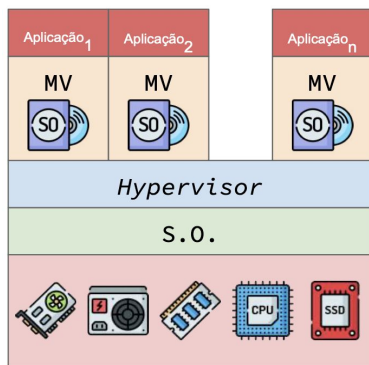 Aplicação1 Aplicação2 Aplicaçãon
MV MV MV
SO SO SO
Hypervisor
S.O.
CPU SSD